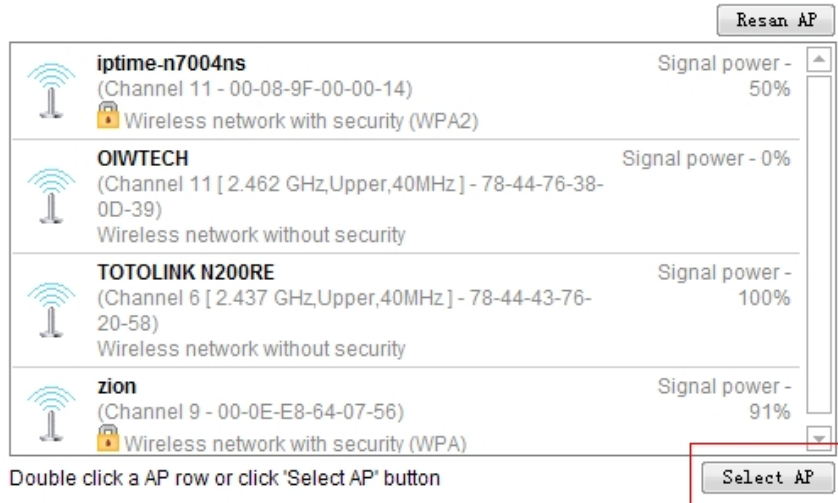 Resan AP
iptime-n7004ns
Signal power - 50%
(Channel 11 - 00-08-9F-00-00-14)
Wireless network with security (WPA2)
OIWTECH
Signal power - 0%
(Channel 11 [ 2.462 GHz,Upper,40MHz ] - 78-44-76-38-
0D-39)
Wireless network without security
TOTOLINK N200RE
Signal power - 100%
(Channel 6 [ 2.437 GHz,Upper,40MHz ] - 78-44-43-76-
20-58)
Wireless network without security
zion
Signal power - 91%
(Channel 9 - 00-0E-E8-64-07-56)
Wireless network with security (WPA)
Double click a AP row or click 'Select AP' button
Select AP